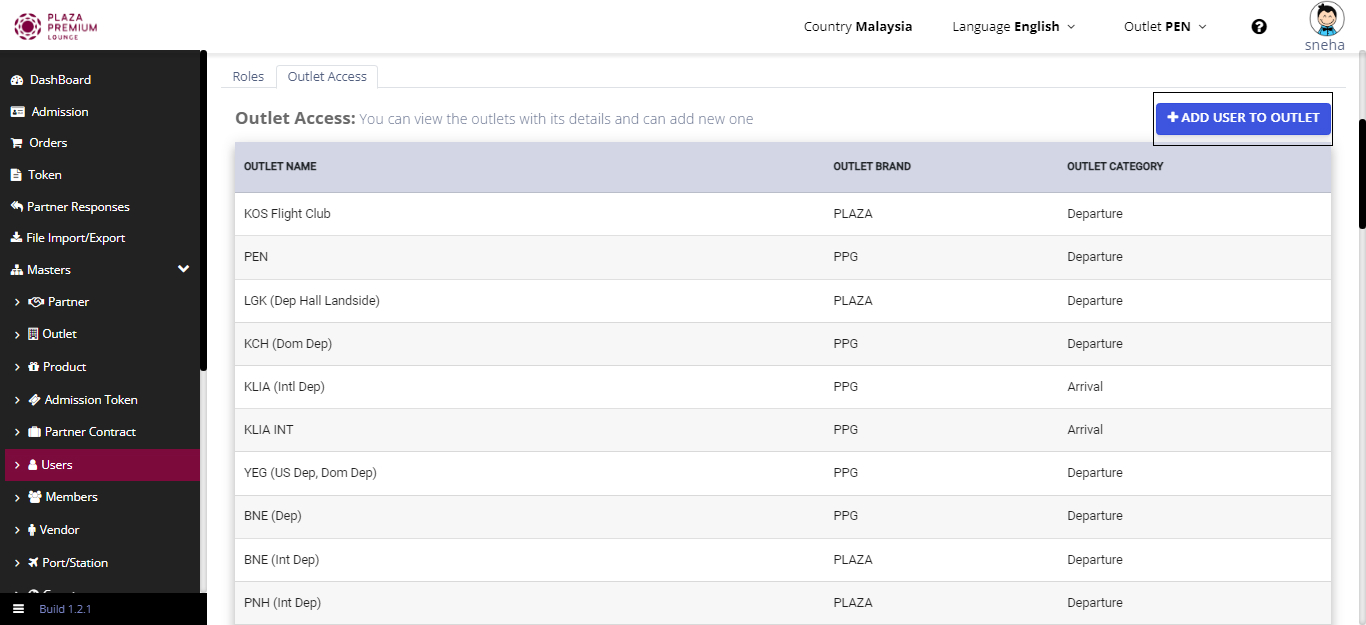 PLAZA
PREMIUM
LOUNGE
Country Malaysia
Language English
Outlet PEN
sneha
DashBoard
Admission
Orders
Token
Partner Responses
File Import/Export
Masters
Partner
Outlet
Product
Admission Token
Partner Contract
Users
Members
Vendor
Port/Station
Build 1.2.1
Roles
Outlet Access
Outlet Access: You can view the outlets with its details and can add new one
ADD USER TO OUTLET
OUTLET NAME OUTLET BRAND OUTLET CATEGORY
KOS Flight Club PLAZA Departure
PEN PPG Departure
LGK (Dep Hall Landside) PLAZA Departure
KCH (Dom Dep) PPG Departure
KLIA (Intl Dep) PPG Arrival
KLIA INT PPG Arrival
YEG (US Dep, Dom Dep) PPG Departure
BNE (Dep) PPG Departure
BNE (Int Dep) PLAZA Departure
PNH (Int Dep) PLAZA Departure